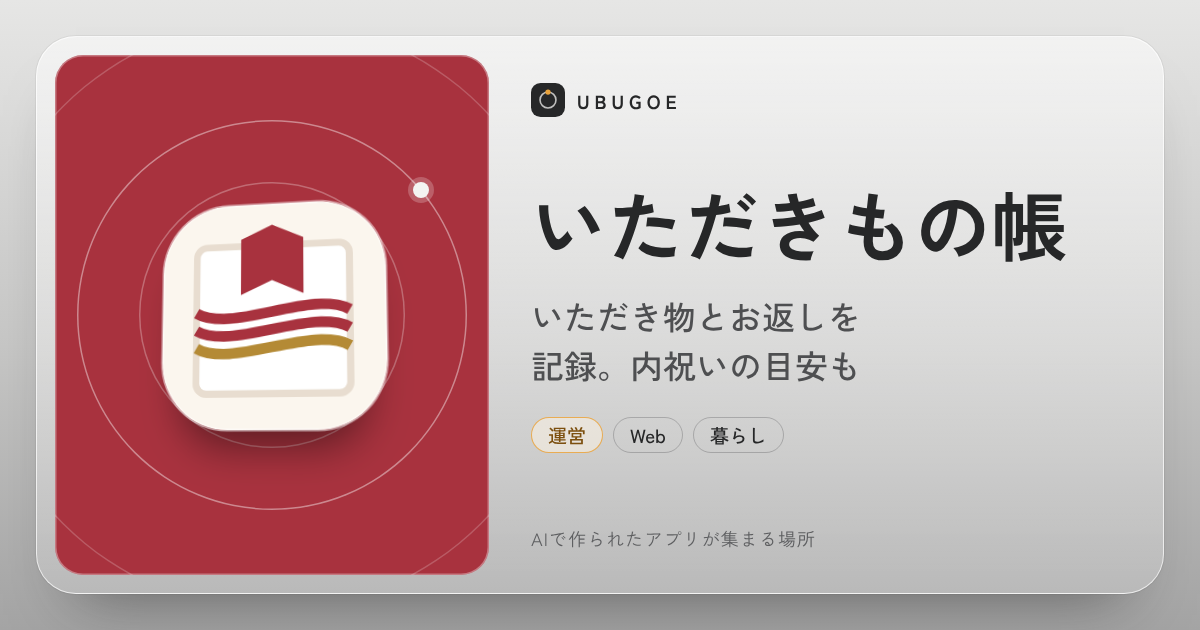 UBUGOE
いただきもの帳
いただき物とお返しを
記録。内祝いの目安も
運営 Web 暮らし
AIで作られたアプリが集まる場所